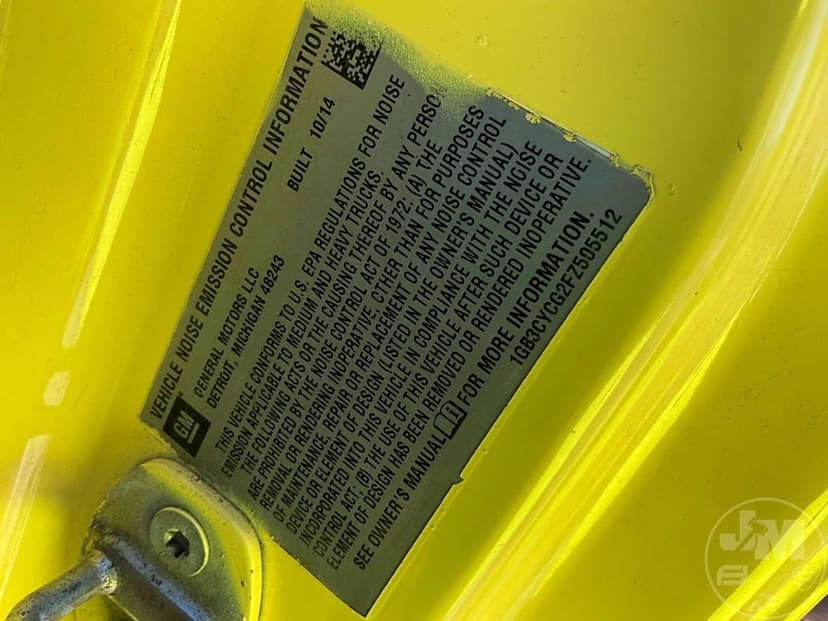 VEHICLE NOISE EMISSION CONTROL INFORMATION
GM
GENERAL MOTORS LLC
DETROIT, MICHIGAN 48243
BUILT 10/14
THIS VEHICLE CONFORMS TO U.S. EPA REGULATIONS FOR NOISE
EMISSION APPLICABLE TO MEDIUM AND HEAVY TRUCKS.
THE FOLLOWING ACTS OR THE CAUSING THEREOF BY ANY PERSO
ARE PROHIBITED BY THE NOISE CONTROL ACT OF 1972: (A) THE
REMOVAL OR RENDERING INOPERATIVE, OTHER THAN FOR PURPOSES
OF MAINTENANCE, REPAIR OR REPLACEMENT OF ANY NOISE CONTROL
DEVICE OR ELEMENT OF DESIGN (LISTED IN THE OWNER'S MANUAL)
INCORPORATED INTO THIS VEHICLE IN COMPLIANCE WITH THE NOISE
CONTROL ACT, (B) THE USE OF THIS VEHICLE AFTER SUCH DEVICE OR
ELEMENT OF DESIGN HAS BEEN REMOVED OR RENDERED INOPERATIVE.
SEE OWNER'S MANUAL FOR MORE INFORMATION.
1GB3CYCG2FZ505512
JM